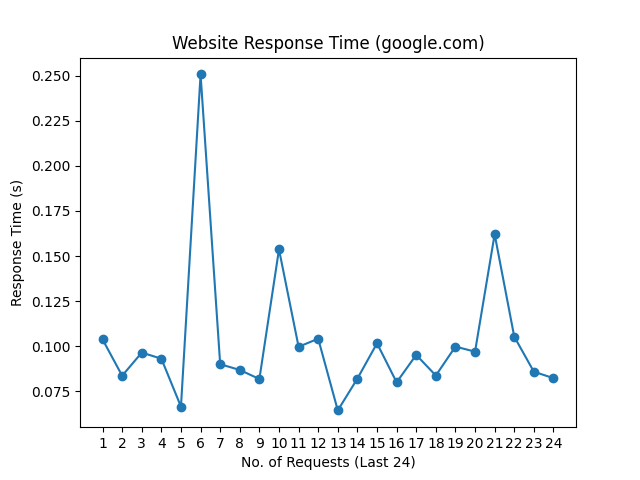 Website Response Time (google.com)
0.250
0.225
0.200
0.175
0.150
0.125
0.100
0.075
Response Time (s)
1 2 3 4 5 6 7 8 9 10 11 12 13 14 15 16 17 18 19 20 21 22 23 24
No. of Requests (Last 24)